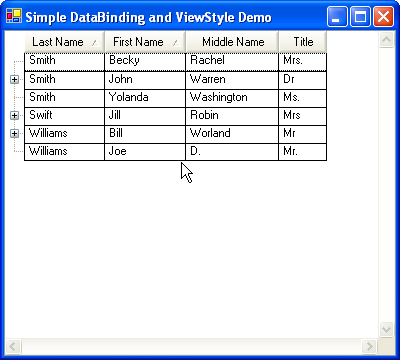 Simple DataBinding and ViewStyle Demo
Last Name First Name Middle Name Title
Smith Becky Rachel Mrs.
Smith John Warren Dr
Smith Yolanda Washington Ms.
Swift Jill Robin Mrs
Williams Bill Worland Mr
Williams Joe D. Mr.